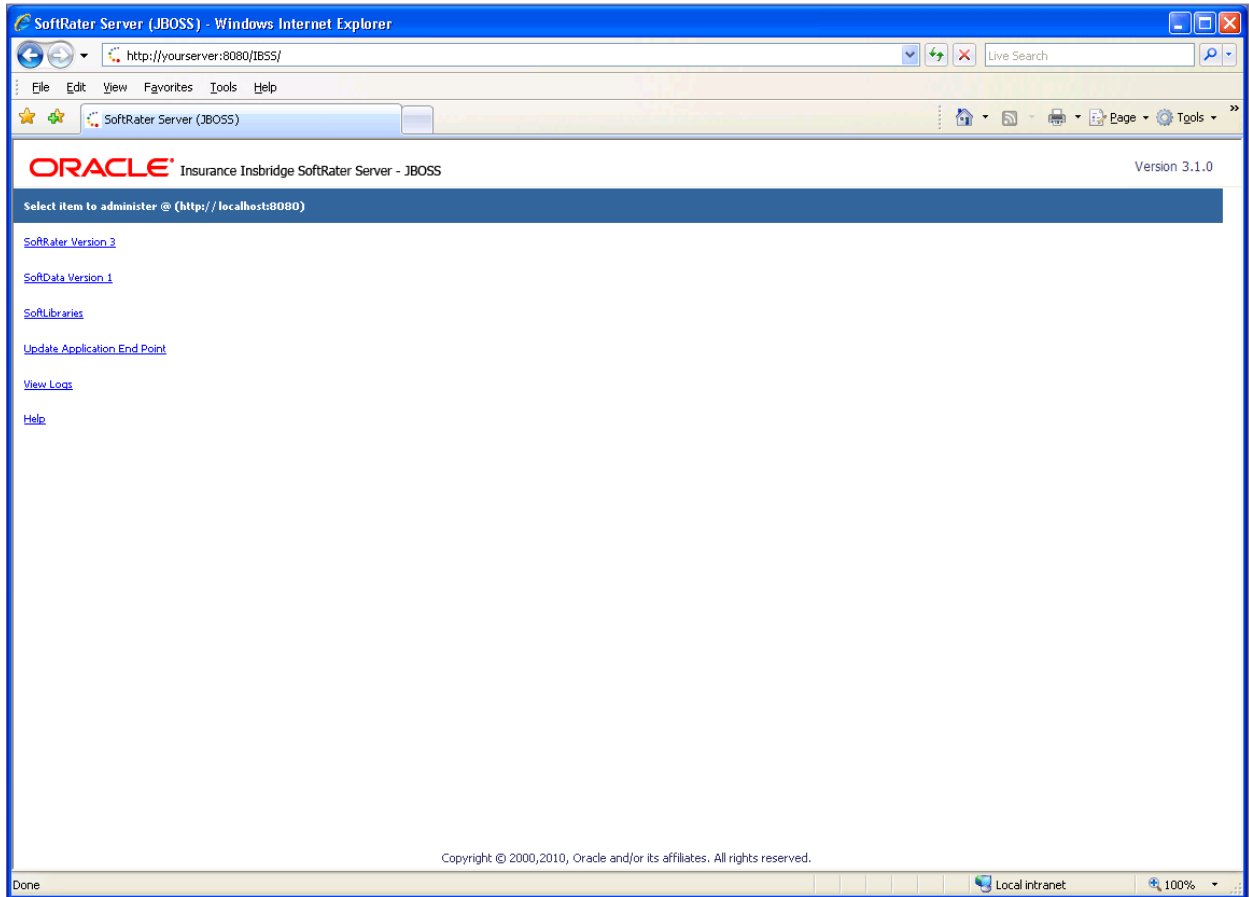 SoftRater Server (JBOSS) - Windows Internet Explorer
http://yourserver:8080/IBSS/
Live Search
File Edit View Favorites Tools Help
SoftRater Server (JBOSS)
Page Tools »
ORACLE® Insurance Insbridge SoftRater Server - JBOSS
Version 3.1.0
Select item to administer @ (http://localhost:8080)
SoftRater Version 3
SoftData Version 1
SoftLibraries
Update Application End Point
View Logs
Help
Copyright © 2000,2010, Oracle and/or its affiliates. All rights reserved.
Done
Local intranet
100%